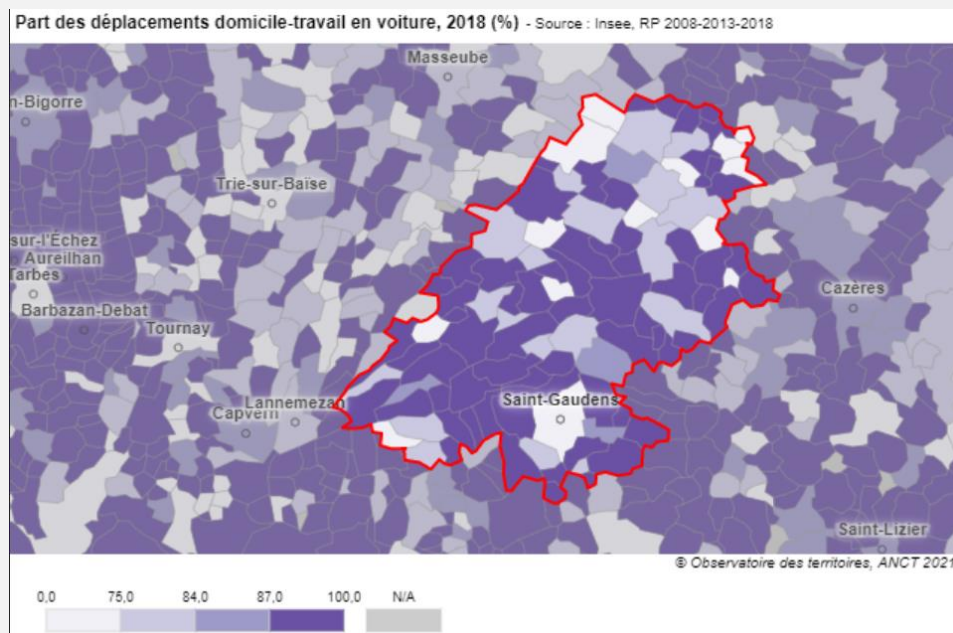 Part des déplacements domicile-travail en voiture, 2018 (%) - Source : Insee, RP 2008-2013-2018
Masseube
n-Bigorre
Trie-sur-Baïse
sur-l'Échez
Aureilhan
Tarbes
Cazères
Barbazan-Debat
Tournay
Lannemezan
Saint-Gaudens
Capvern
Saint-Lizier
© Observatoire des territoires, ANCT 2021
0,0 75,0 84,0 87,0 100,0 N/A